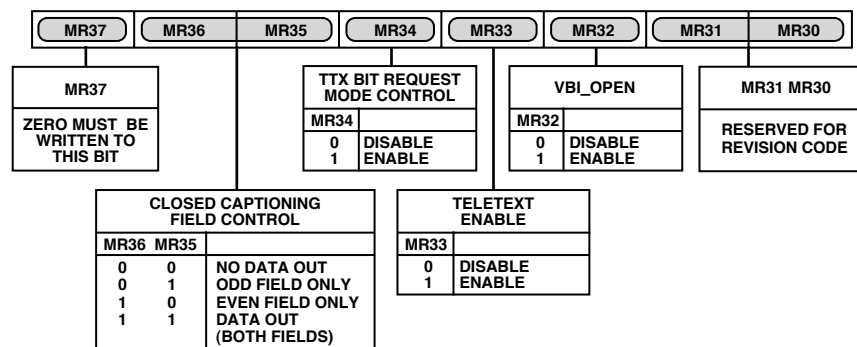 MR37 MR36 MR35 MR34 MR33 MR32 MR31 MR30
MR37
ZERO MUST BE
WRITTEN TO
THIS BIT
TTX BIT REQUEST
MODE CONTROL
MR34
0 DISABLE
1 ENABLE
VBI_OPEN
MR32
0 DISABLE
1 ENABLE
MR31 MR30
RESERVED FOR
REVISION CODE
CLOSED CAPTIONING
FIELD CONTROL
MR36 MR35
0 0 NO DATA OUT
0 1 ODD FIELD ONLY
1 0 EVEN FIELD ONLY
1 1 DATA OUT
(BOTH FIELDS)
TELETEXT
ENABLE
MR33
0 DISABLE
1 ENABLE